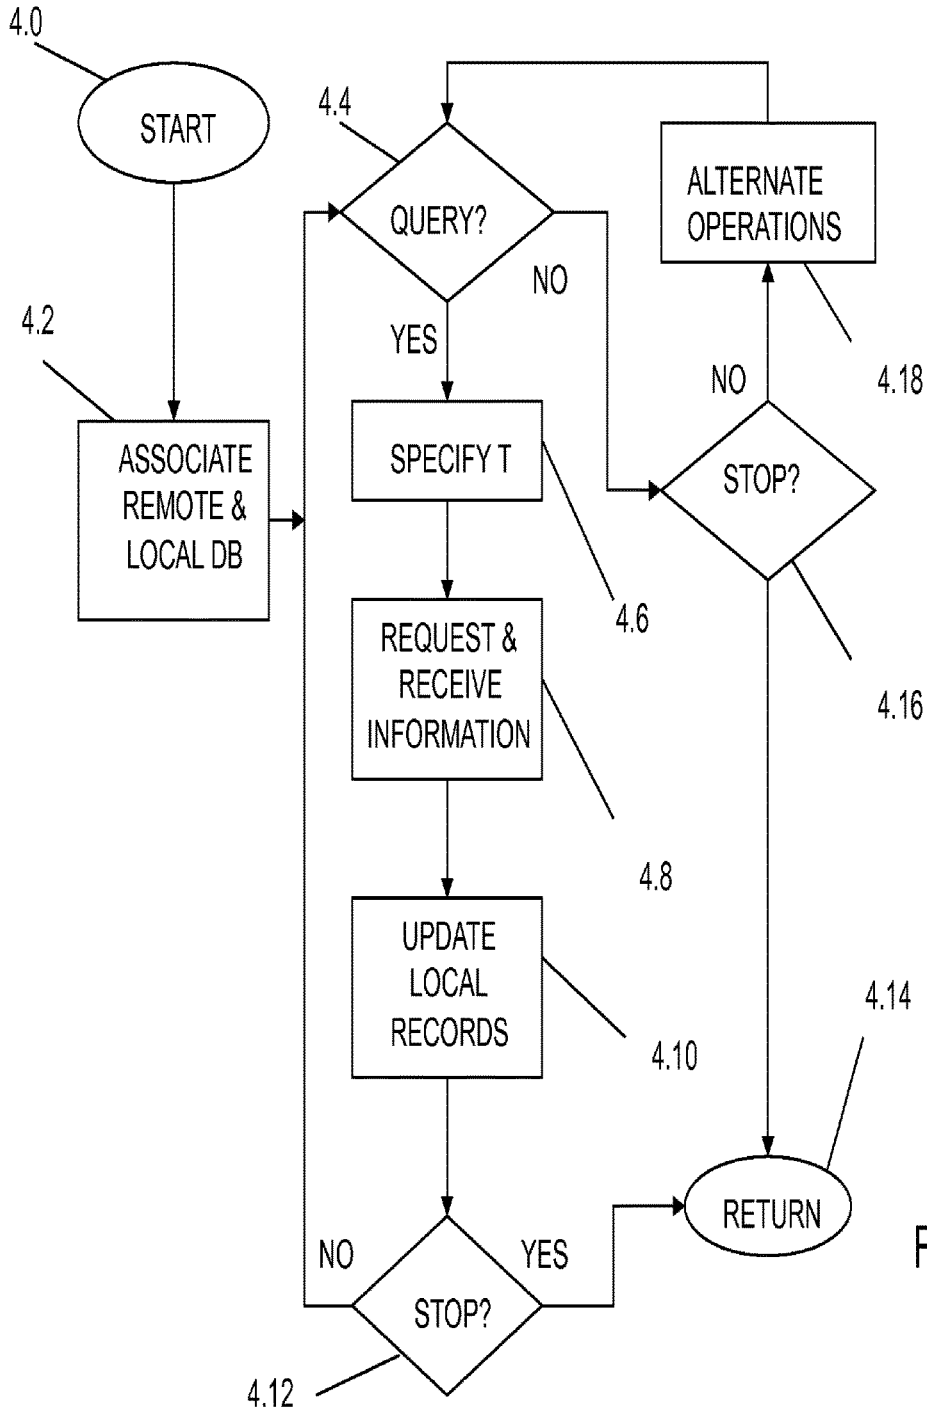 4.0
START
4.2
ASSOCIATE
REMOTE &
LOCAL DB
4.4
QUERY?
NO
YES
SPECIFY T
4.6
REQUEST &
RECEIVE
INFORMATION
4.8
UPDATE
LOCAL
RECORDS
4.10
NO
YES
STOP?
4.12
ALTERNATE
OPERATIONS
4.18
NO
STOP?
4.16
4.14
RETURN
F